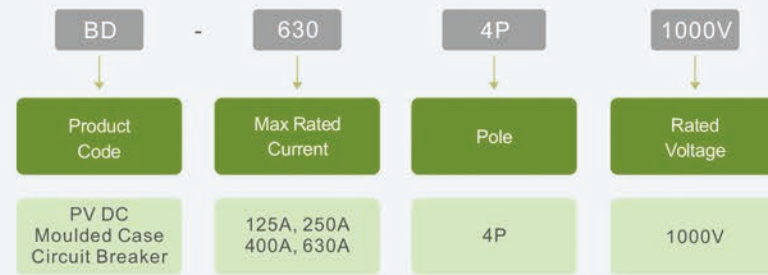 BD - 630 4P 1000V
Product
Code
Max Rated
Current
Pole
Rated
Voltage
PV DC
Moulded Case
Circuit Breaker
125A, 250A
400A, 630A
4P
1000V